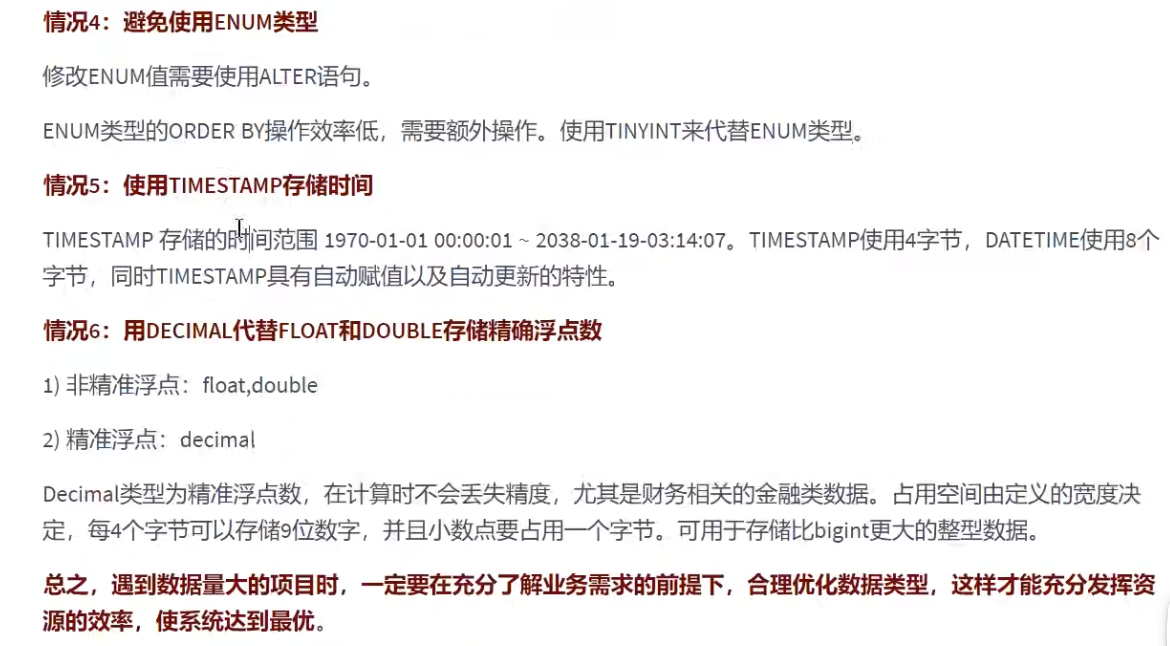 情况4：避免使用ENUM类型
修改ENUM值需要使用ALTER语句。
ENUM类型的ORDER BY操作效率低，需要额外操作。使用TINYINT来代替ENUM类型。
情况5：使用TIMESTAMP存储时间
TIMESTAMP 存储的时间范围 1970-01-01 00:00:01 ~ 2038-01-19-03:14:07。TIMESTAMP使用4字节，DATETIME使用8个
字节，同时TIMESTAMP具有自动赋值以及自动更新的特性。
情况6：用DECIMAL代替FLOAT和DOUBLE存储精确浮点数
1) 非精准浮点：float,double
2) 精准浮点：decimal
Decimal类型为精准浮点数，在计算时不会丢失精度，尤其是财务相关的金融类数据。占用空间由定义的宽度决
定，每4个字节可以存储9位数字，并且小数点要占用一个字节。可用于存储比bigint更大的整型数据。
总之，遇到数据量大的项目时，一定要在充分了解业务需求的前提下，合理优化数据类型，这样才能充分发挥资
源的效率，使系统达到最优。